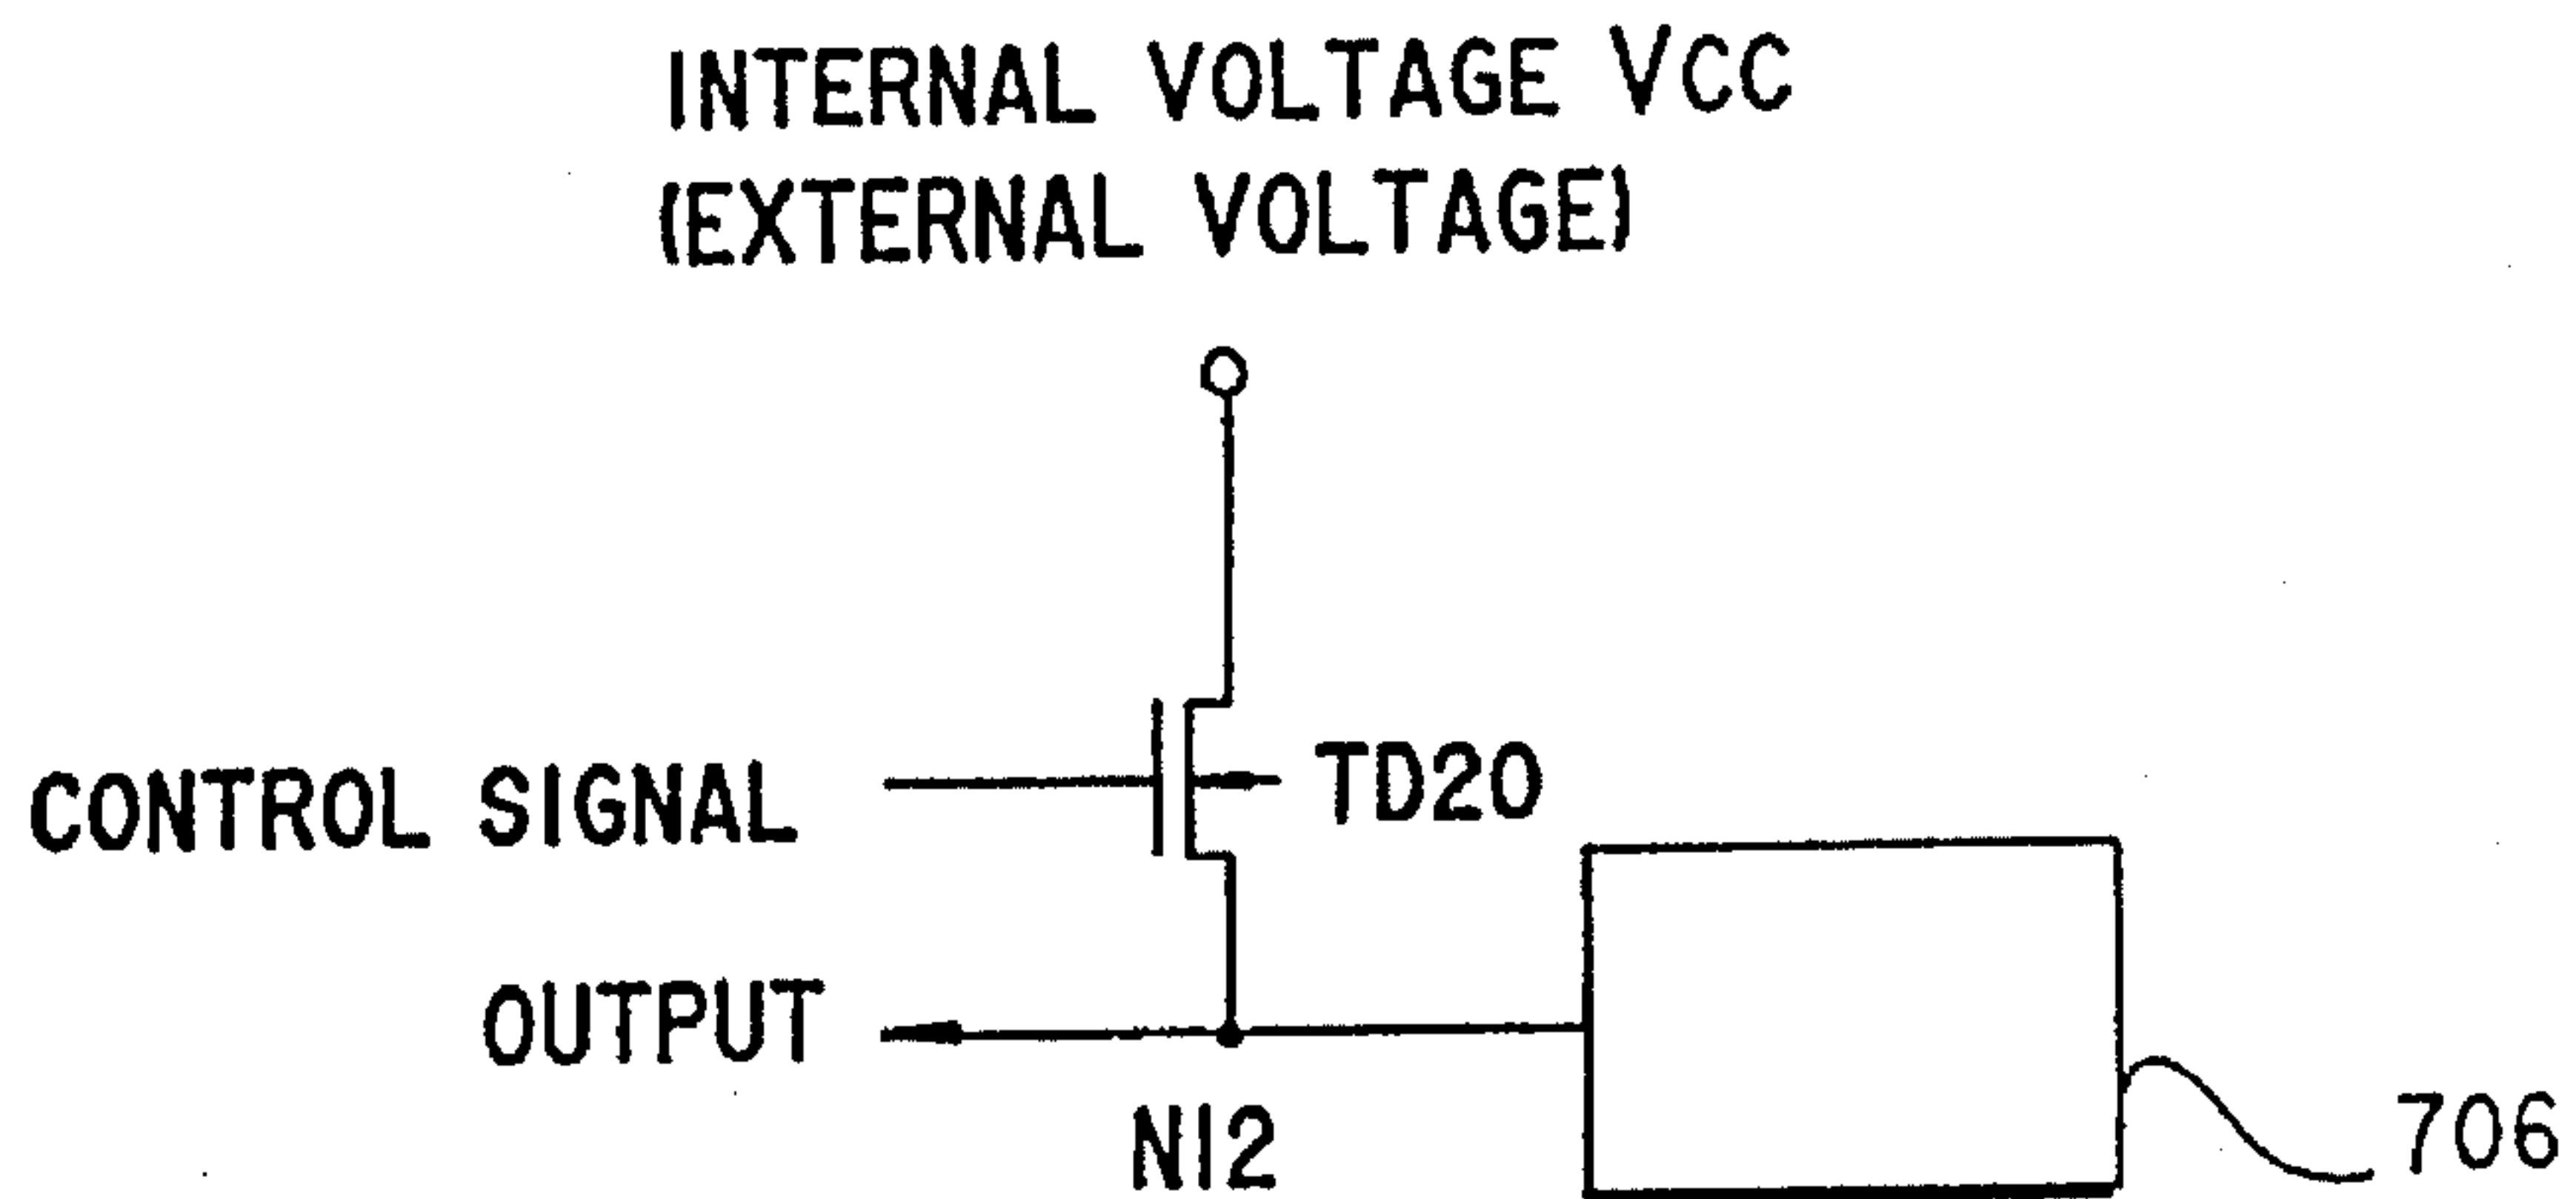 INTERNAL VOLTAGE VCC
(EXTERNAL VOLTAGE)
CONTROL SIGNAL
TD20
OUTPUT
N12
706